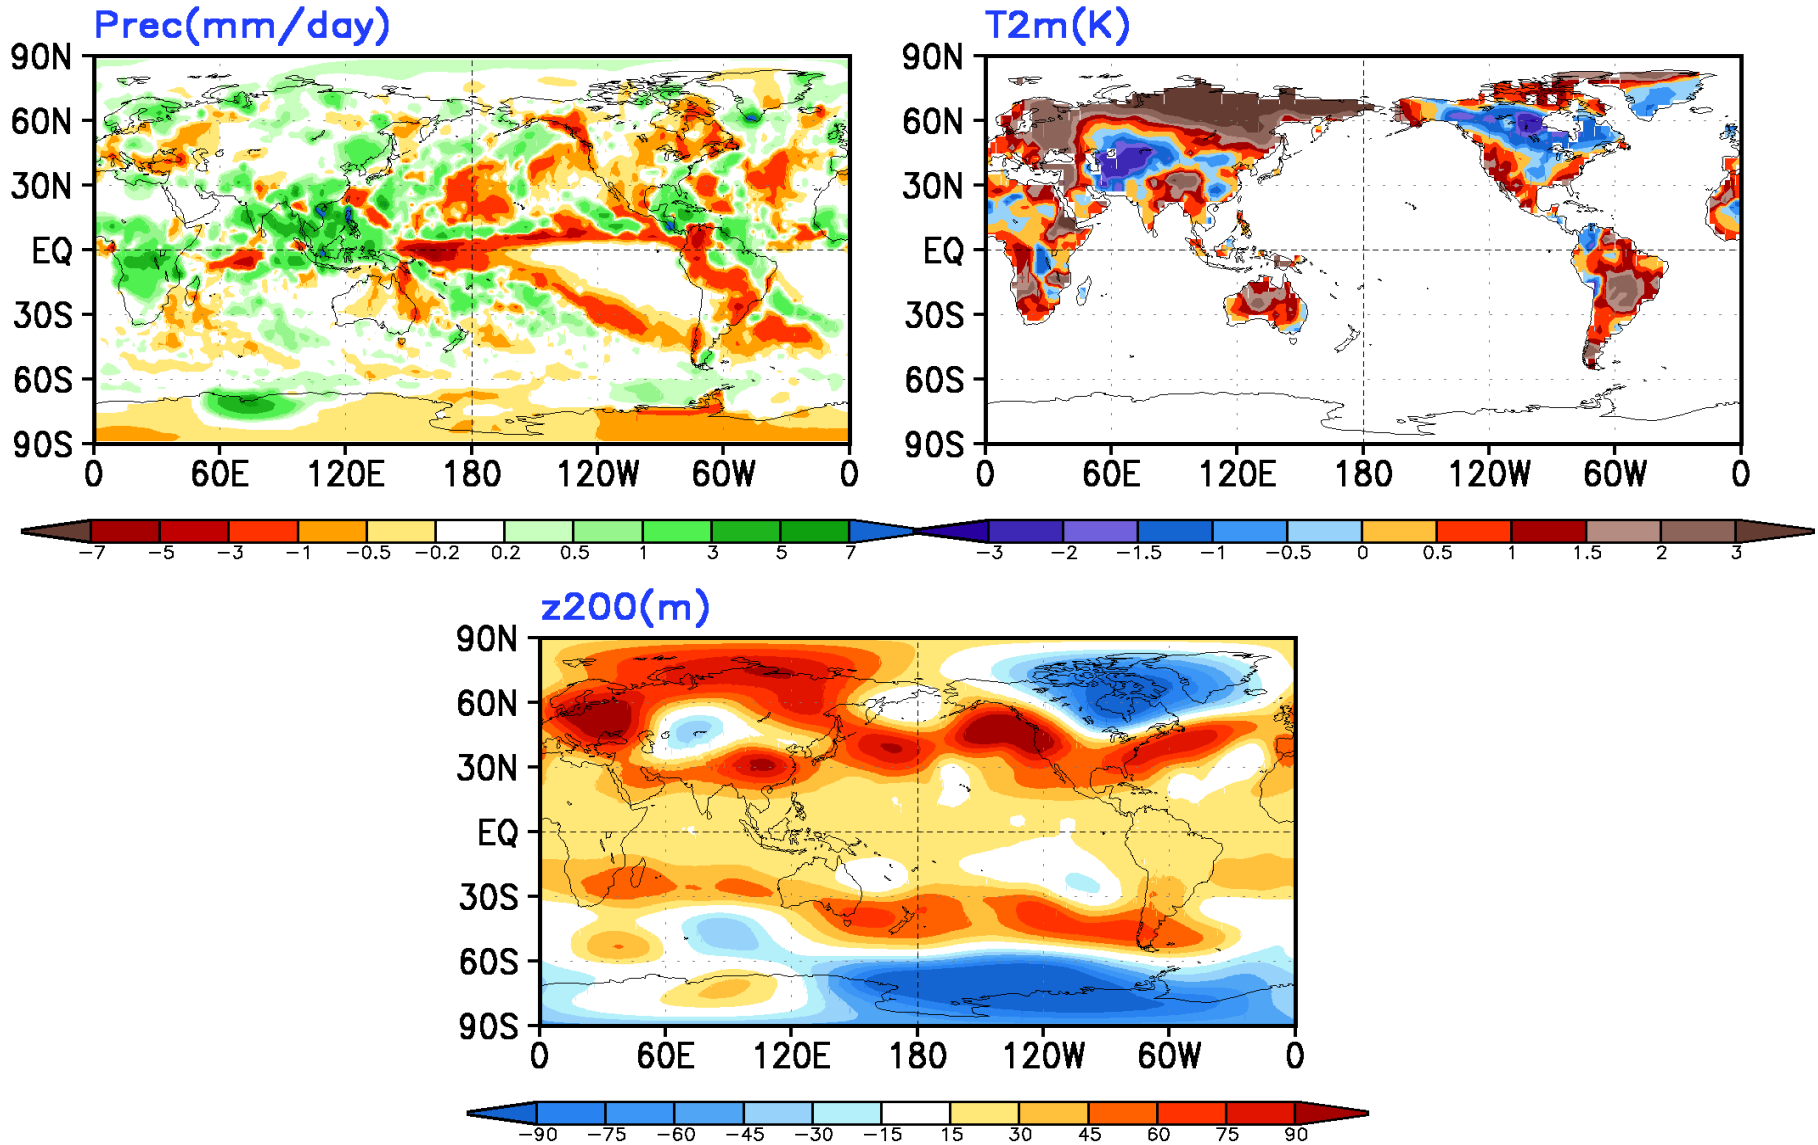 Prec(mm/day)
90N
60N
30N
EQ
30S
60S
90S
0 60E 120E 180 120W 60W 0
-7 -5 -3 -1 -0.5 -0.2 0.2 0.5 1 3 5 7
T2m(K)
90N
60N
30N
EQ
30S
60S
90S
0 60E 120E 180 120W 60W 0
-3 -2 -1.5 -1 -0.5 0 0.5 1 1.5 2 3
z200(m)
90N
60N
30N
EQ
30S
60S
90S
0 60E 120E 180 120W 60W 0
-90 -75 -60 -45 -30 -15 15 30 45 60 75 90